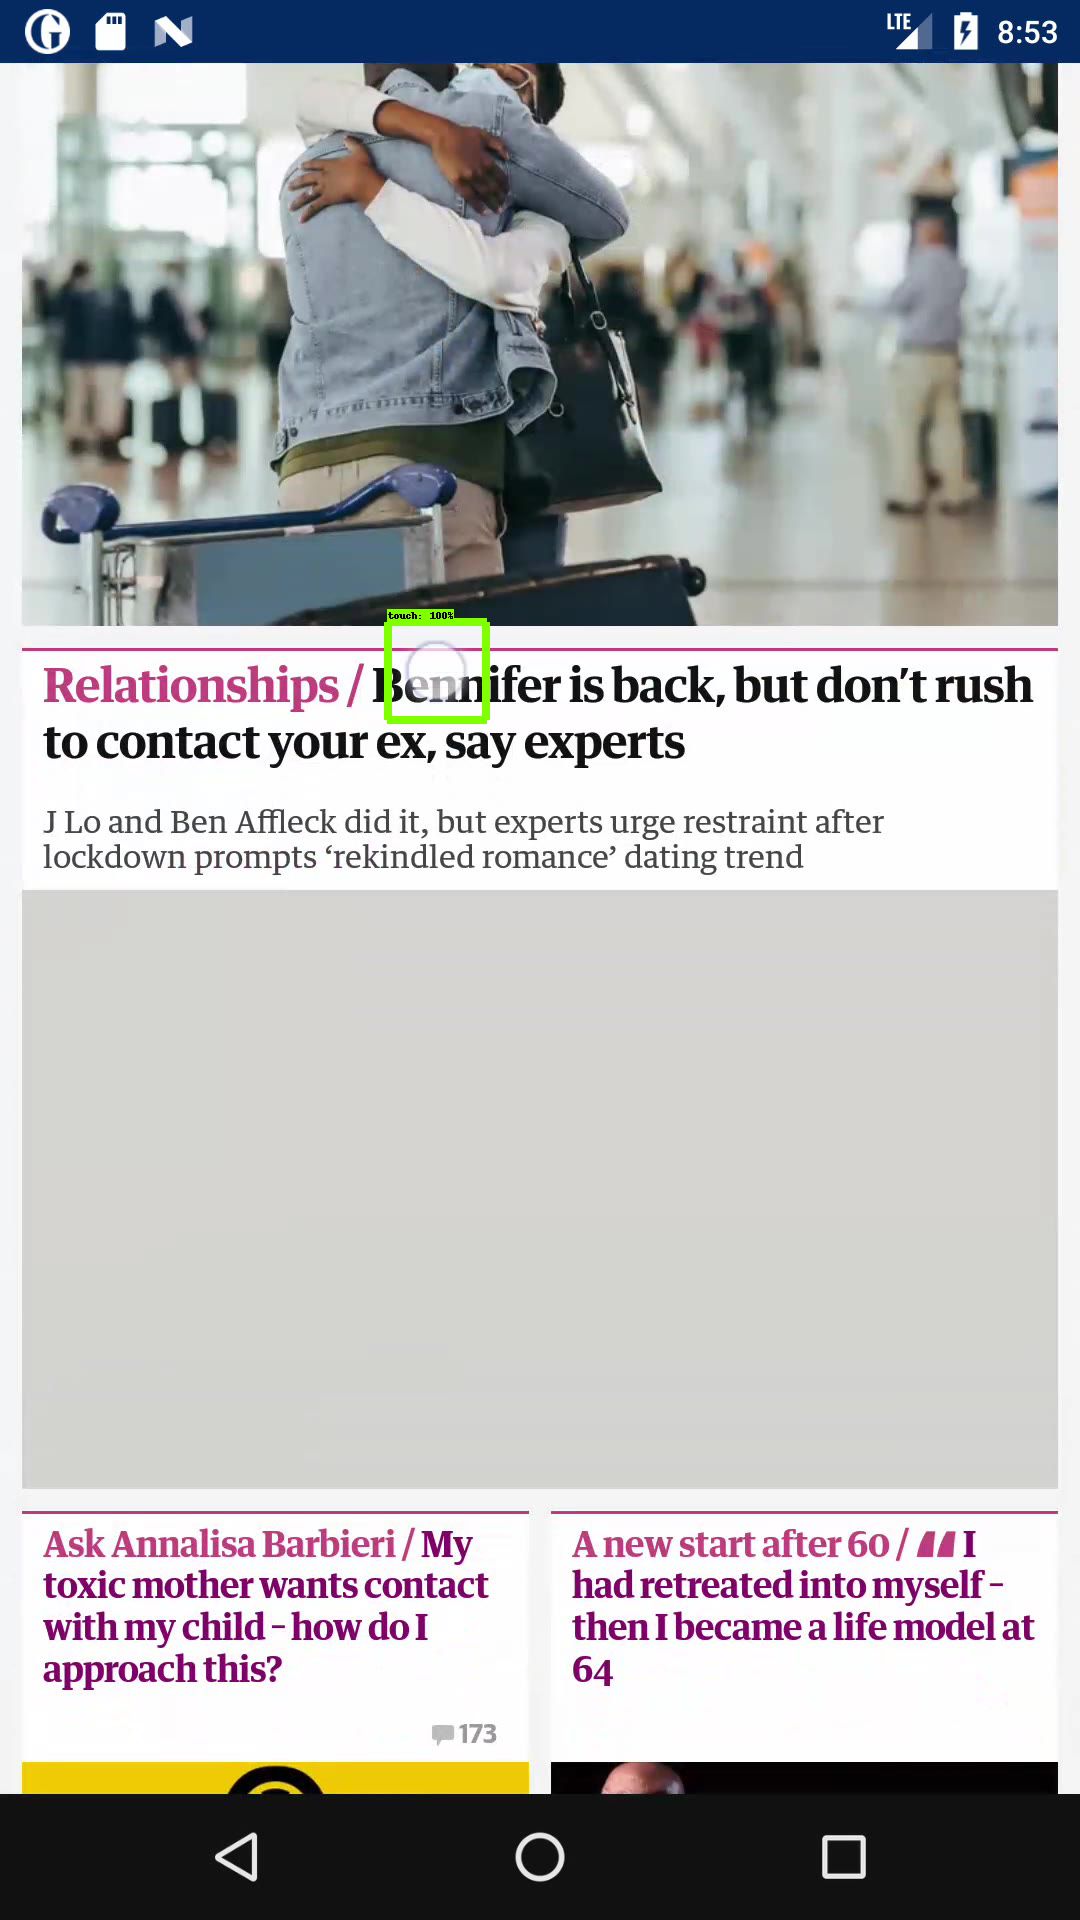 LTE 8:53
touch: 100%
Relationships / Bennifer is back, but don’t rush
to contact your ex, say experts
J Lo and Ben Affleck did it, but experts urge restraint after
lockdown prompts ‘rekindled romance’ dating trend
Ask Annalisa Barbieri / My
toxic mother wants contact
with my child – how do I
approach this?
173
A new start after 60 / “ I
had retreated into myself –
then I became a life model at
64